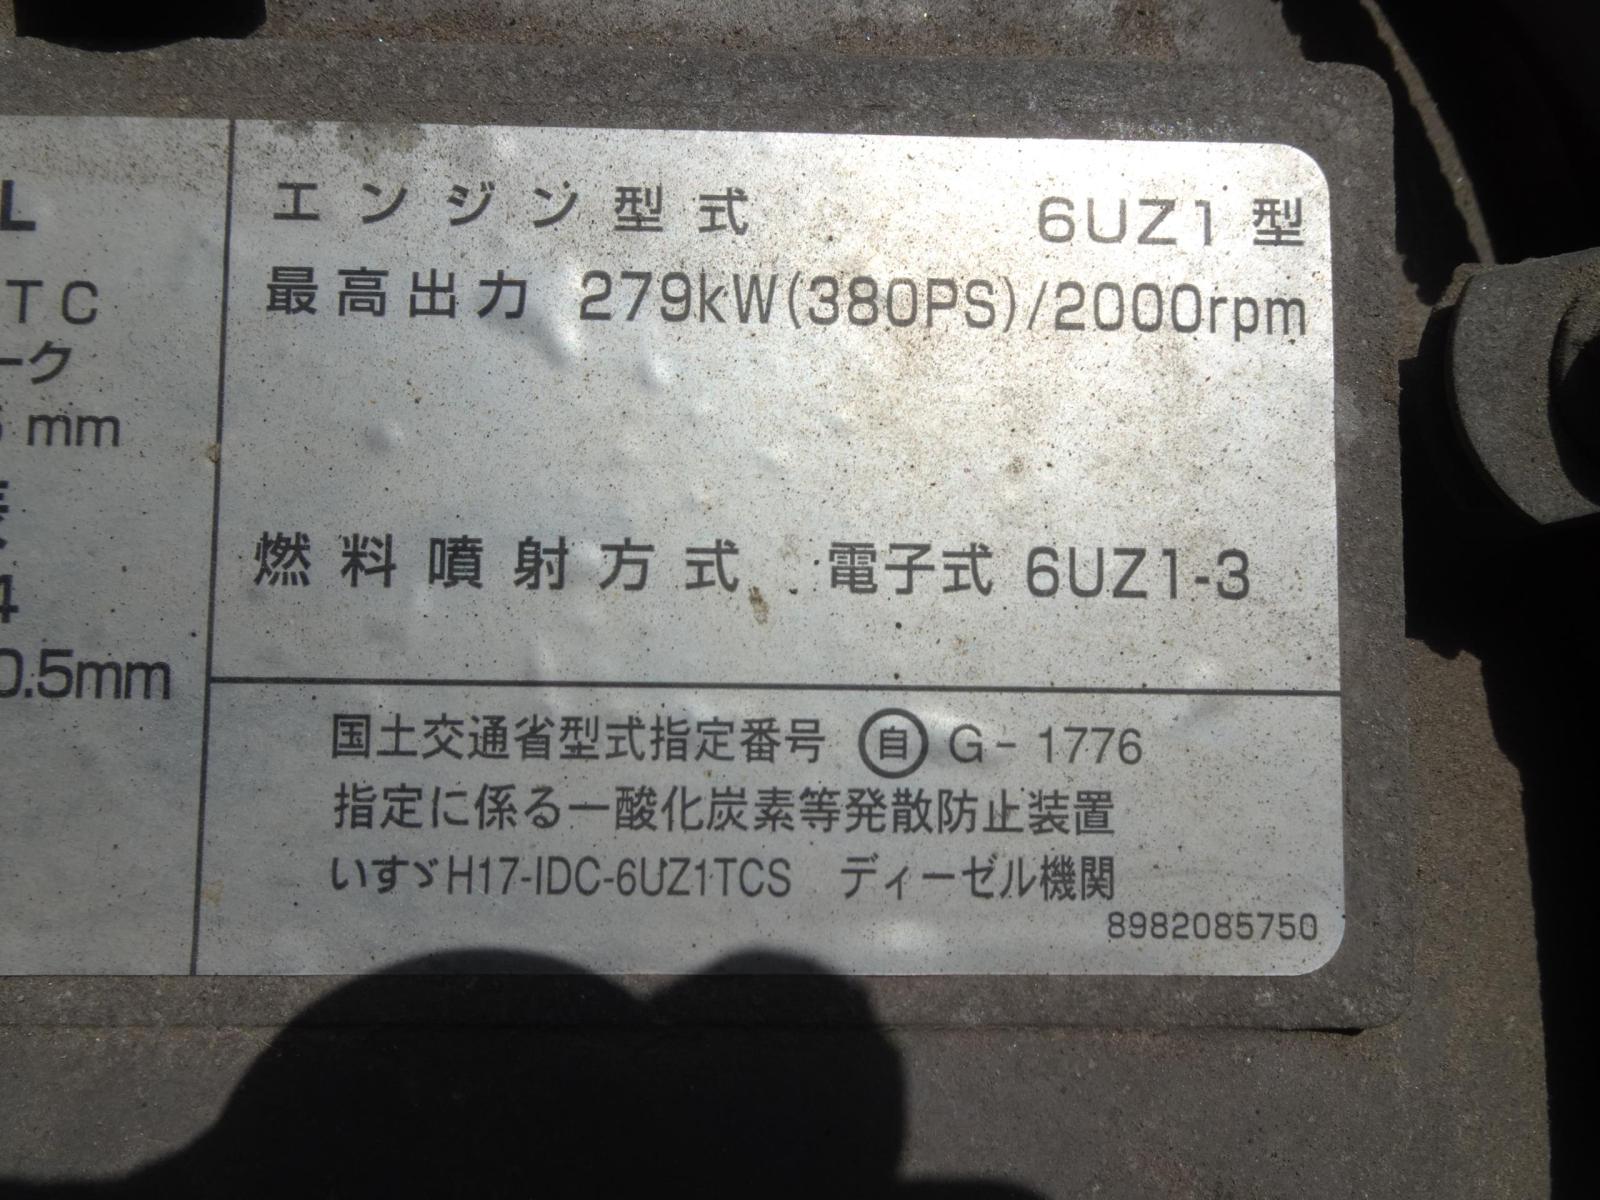 L
TC
ーク
mm
4
0.5mm
エンジン型式 6UZ1型
最高出力 279kW(380PS)/2000rpm
燃料噴射方式 電子式 6UZ1-3
国土交通省型式指定番号 自 G-1776
指定に係る一酸化炭素等発散防止装置
いすゞH17-IDC-6UZ1TCS ディーゼル機関
8982085750